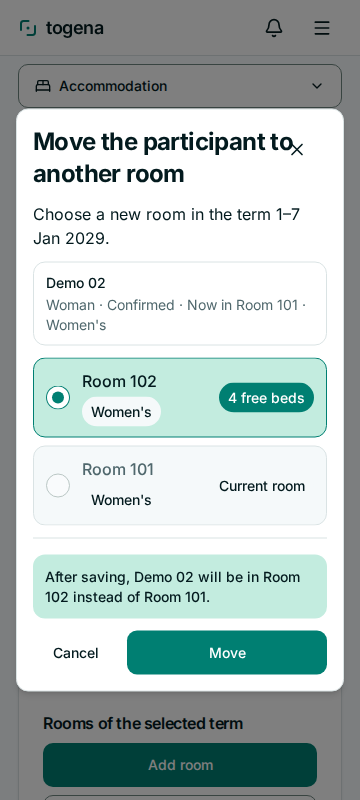 togena
Accommodation
Move the participant to
another room
Choose a new room in the term 1–7
Jan 2029.
Demo 02
Woman · Confirmed · Now in Room 101 ·
Women's
Room 102
Women's
4 free beds
Room 101
Women's
Current room
After saving, Demo 02 will be in Room
102 instead of Room 101.
Cancel
Move
Rooms of the selected term
Add room